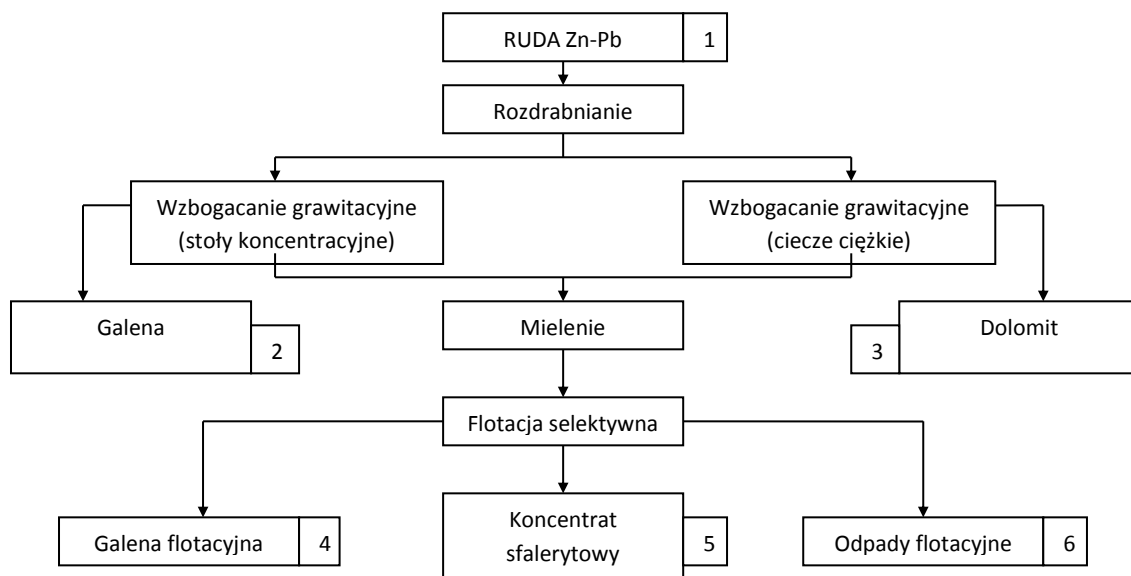 RUDA Zn-Pb 1
Rozdrabnianie
Wzbogacanie grawitacyjne
(stoły koncentracyjne)
Wzbogacanie grawitacyjne
(ciecze ciężkie)
Galena
2
Mielenie
Dolomit
3
Flotacja selektywna
Galena flotacyjna 4
Koncentrat
sfalerytowy 5
Odpady flotacyjne 6